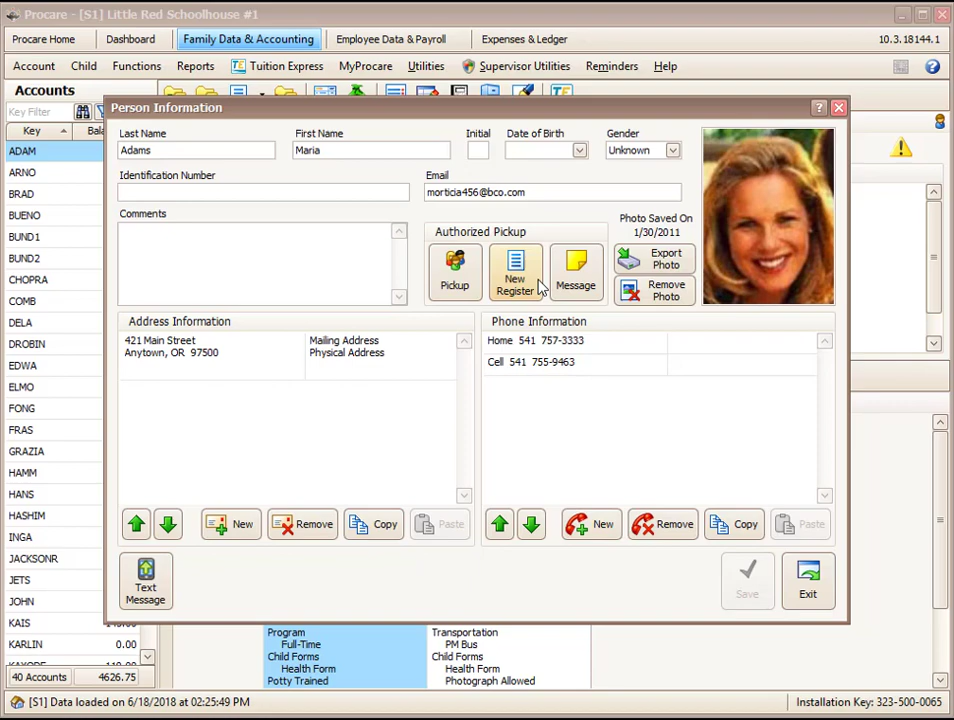 Procare - [S1] Little Red Schoolhouse #1
Procare Home
Dashboard
Family Data & Accounting
Employee Data & Payroll
Expenses & Ledger
10.3.18144.1
Account
Child
Functions
Reports
Tuition Express
MyProcare
Utilities
Supervisor Utilities
Reminders
Help
Accounts
Key Filter
Key
Bala
ADAM
ARNO
BRAD
BUENO
BUND1
BUND2
CHOPRA
COMB
DELA
DROBIN
EDWA
ELMO
FONG
FRAS
GRAZIA
HAMM
HANS
HASHIM
INGA
JACKSONR
JETS
JOHN
KAIS
KARLIN 0.00
40 Accounts 4626.75
Person Information
Last Name
First Name
Initial
Date of Birth
Gender
Adams
Maria
Unknown
Identification Number
Email
morticia456@bco.com
Comments
Authorized Pickup
Pickup
New
Register
Message
Photo Saved On
1/30/2011
Export
Photo
Remove
Photo
Address Information
421 Main Street
Anytown, OR 97500
Mailing Address
Physical Address
New
Remove
Copy
Paste
Phone Information
Home 541 757-3333
Cell 541 755-9463
New
Remove
Copy
Paste
Text
Message
Save
Exit
Program
Full-Time
Child Forms
Health Form
Potty Trained
Transportation
PM Bus
Child Forms
Health Form
Photograph Allowed
[S1] Data loaded on 6/18/2018 at 02:25:49 PM
Installation Key: 323-500-0065